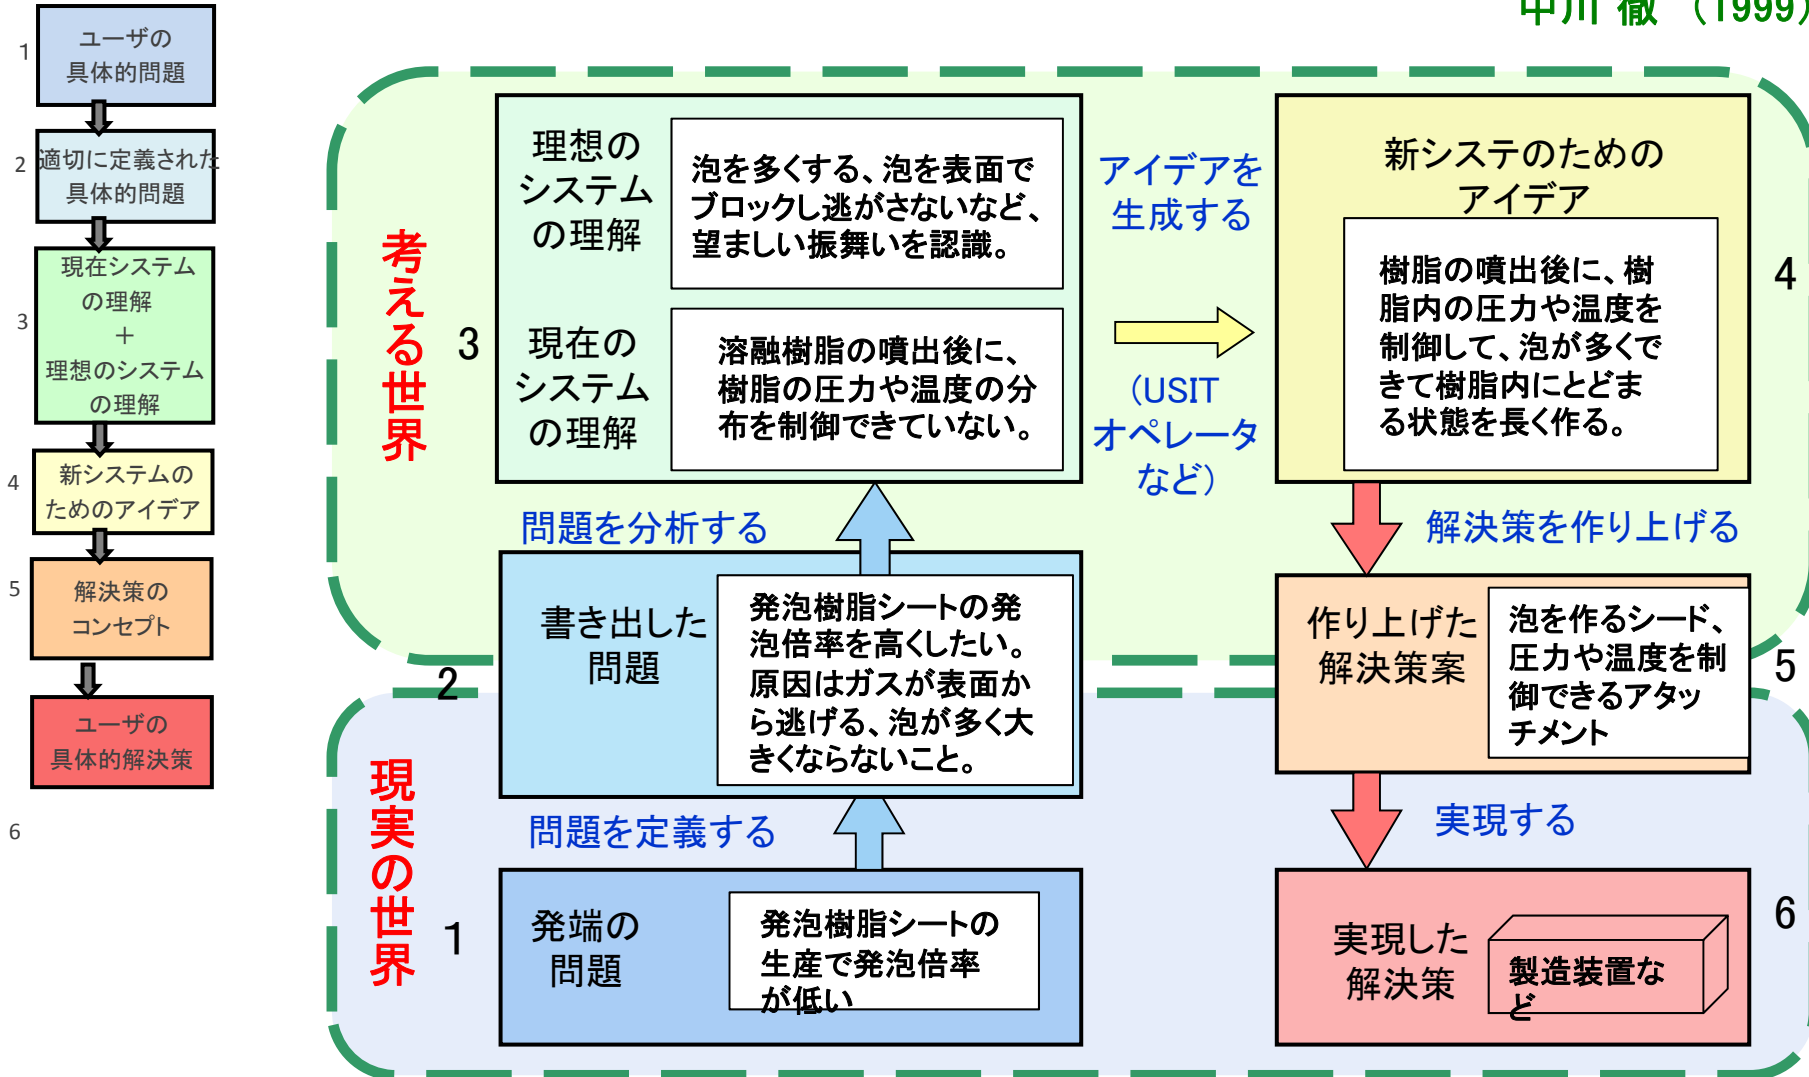 中川 徹 (1999)
1
ユーザの
具体的問題
2
適切に定義された
具体的問題
3
現在システム
の理解
＋
理想のシステム
の理解
4
新システムの
ためのアイデア
5
解決策の
コンセプト
ユーザの
具体的解決策
6
考える世界
3
理想の
システム
の理解
泡を多くする、泡を表面で
ブロックし逃がさないなど、
望ましい振舞いを認識。
現在の
システム
の理解
溶融樹脂の噴出後に、
樹脂の圧力や温度の分
布を制御できていない。
アイデアを
生成する
(USIT
オペレータ
など)
新システのための
アイデア
樹脂の噴出後に、樹
脂内の圧力や温度を
制御して、泡が多くで
きて樹脂内にとどま
る状態を長く作る。
4
問題を分析する
解決策を作り上げる
2
書き出した
問題
発泡樹脂シートの発
泡倍率を高くしたい。
原因はガスが表面か
ら逃げる、泡が多く大
きくならないこと。
作り上げた
解決策案
泡を作るシード、
圧力や温度を制
御できるアタッ
チメント
5
現実の世界
問題を定義する
実現する
1
発端の
問題
発泡樹脂シートの
生産で発泡倍率
が低い
実現した
解決策
製造装置な
ど
6